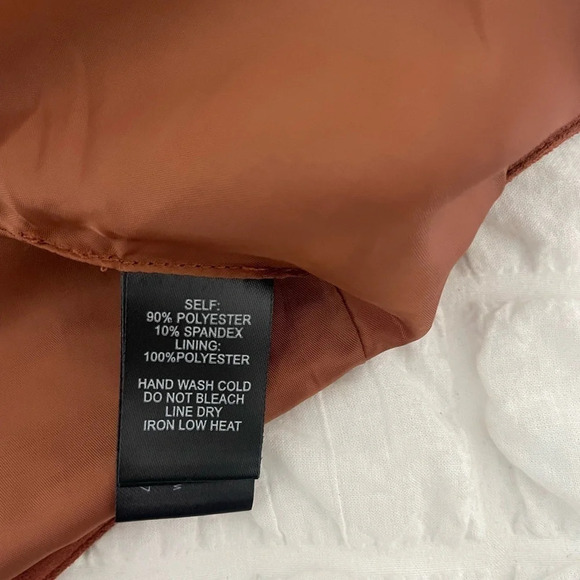 SELF:
90% POLYESTER
10% SPANDEX
LINING:
100%POLYESTER
HAND WASH COLD
DO NOT BLEACH
LINE DRY
IRON LOW HEAT